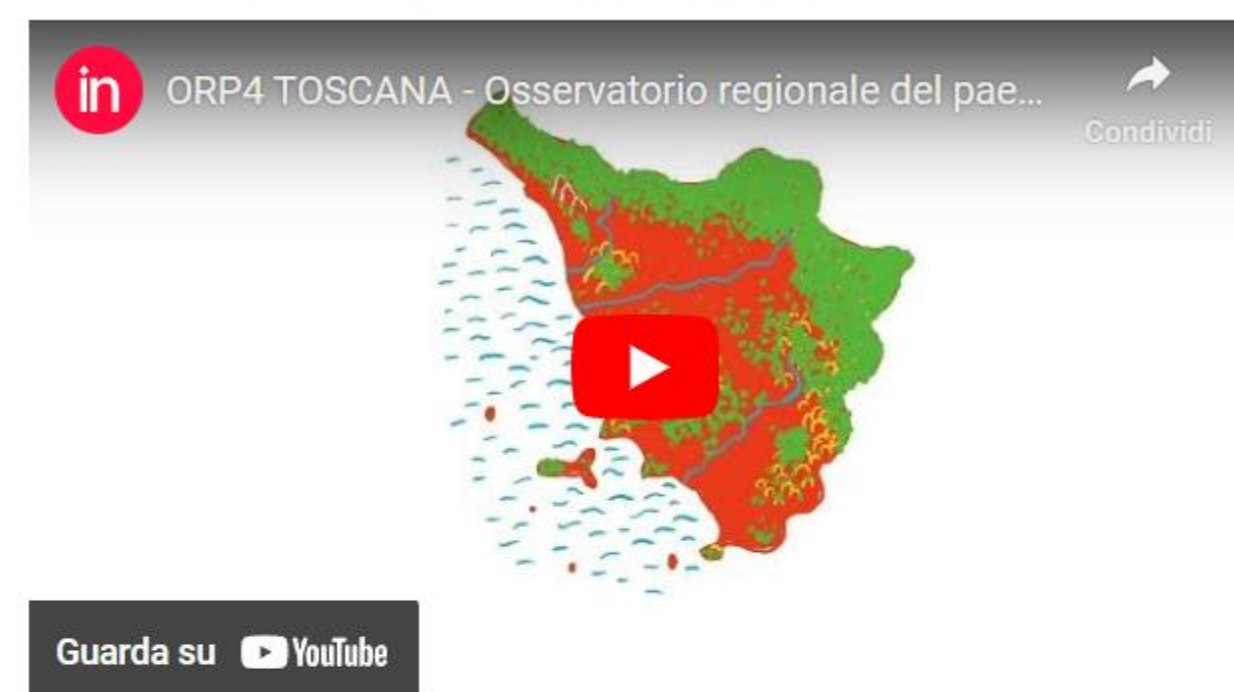 in
ORP4 TOSCANA - Osservatorio regionale del pae...
Condividi
Guarda su YouTube